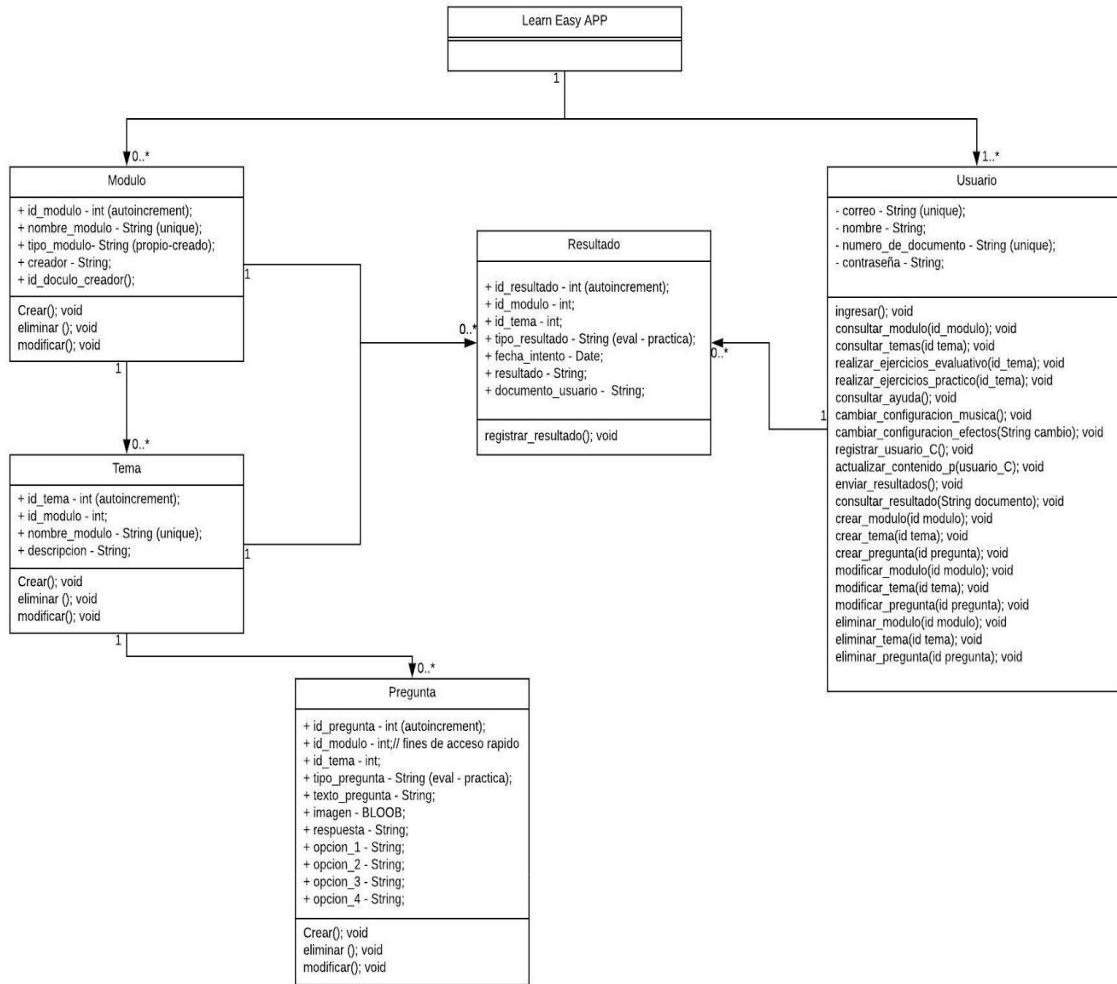 Learn Easy APP
1
0..*
1..*
Modulo
+ id_modulo - int (autoincrement);
+ nombre_modulo - String (unique);
+ tipo_modulo- String (propio-creado);
+ creador - String;
+ id_doculo_creador();
Crear(); void
eliminar (); void
modificar(); void
1
1
0..*
Resultado
+ id_resultado - int (autoincrement);
+ id_modulo - int;
+ id_tema - int;
+ tipo_resultado - String (eval - practica);
+ fecha_intento - Date;
+ resultado - String;
+ documento_usuario -  String;
registrar_resultado(); void
0..*
0..*
1
Usuario
- correo - String (unique);
- nombre - String;
- numero_de_documento - String (unique);
- contraseña - String;
ingresar(); void
consultar_modulo(id_modulo); void
consultar_temas(id tema); void
realizar_ejercicios_evaluativo(id_tema); void
realizar_ejercicios_practico(id_tema); void
consultar_ayuda(); void
cambiar_configuracion_musica(); void
cambiar_configuracion_efectos(String cambio); void
registrar_usuario_C(); void
actualizar_contenido_p(usuario_C); void
enviar_resultados(); void
consultar_resultado(String documento); void
crear_modulo(id modulo); void
crear_tema(id tema); void
crear_pregunta(id pregunta); void
modificar_modulo(id modulo); void
modificar_tema(id tema); void
modificar_pregunta(id pregunta); void
eliminar_modulo(id modulo); void
eliminar_tema(id tema); void
eliminar_pregunta(id pregunta); void
Tema
+ id_tema - int (autoincrement);
+ id_modulo - int;
+ nombre_modulo - String (unique);
+ descripcion - String;
Crear(); void
eliminar (); void
modificar(); void
1
1
0..*
Pregunta
+ id_pregunta - int (autoincrement);
+ id_modulo - int;// fines de acceso rapido
+ id_tema - int;
+ tipo_pregunta - String (eval - practica);
+ texto_pregunta - String;
+ imagen - BLOOB;
+ respuesta - String;
+ opcion_1 - String;
+ opcion_2 - String;
+ opcion_3 - String;
+ opcion_4 - String;
Crear(); void
eliminar (); void
modificar(); void